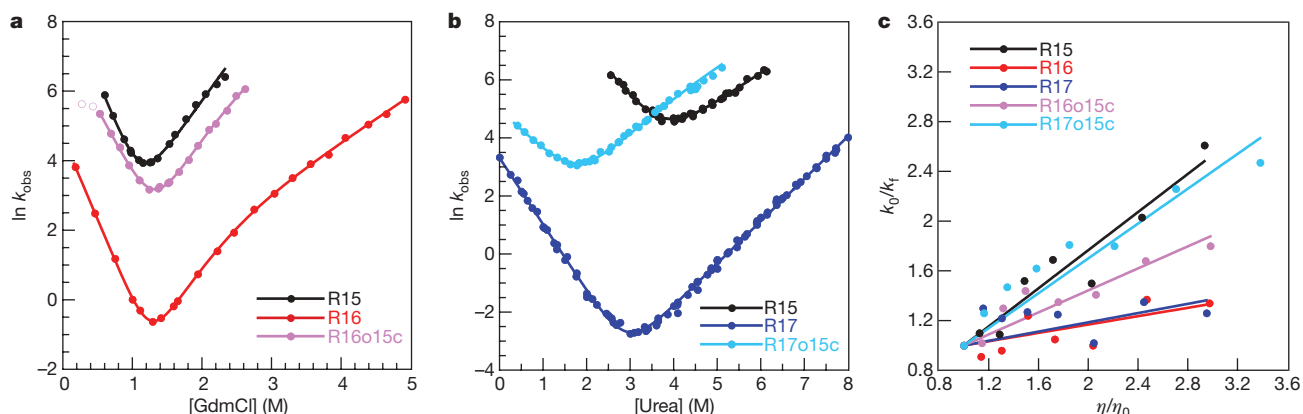 a
8
6
4
2
0
−2
ln kobs
0 1 2 3 4 5
[GdmCl] (M)
R15
R16
R16o15c
b
8
6
4
2
0
−2
−4
ln kobs
0 1 2 3 4 5 6 7 8
[Urea] (M)
R15
R17
R17o15c
c
3.6
3.2
2.8
2.4
2.0
1.6
1.2
0.8
k0/kf
0.8 1.2 1.6 2.0 2.4 2.8 3.2 3.6
η/η0
R15
R16
R17
R16o15c
R17o15c